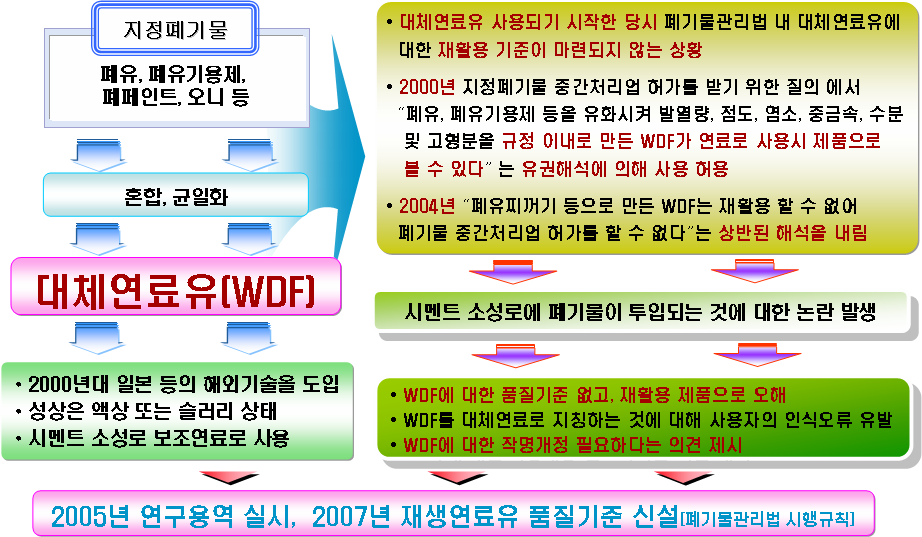 지정폐기물
폐유, 폐유기용제,
폐페인트, 오니 등
혼합, 균일화
대체연료유(WDF)
• 2000년대 일본 등의 해외기술을 도입
• 성상은 액상 또는 슬러리 상태
• 시멘트 소성로 보조연료로 사용
• 대체연료유 사용되기 시작한 당시 폐기물관리법 내 대체연료유에
대한 재활용 기준이 마련되지 않는 상황
• 2000년 지정폐기물 중간처리업 허가를 받기 위한 질의 에서
“폐유, 폐유기용제 등을 유화시켜 발열량, 점도, 염소, 중금속, 수분
및 고형분을 규정 이내로 만든 WDF가 연료로 사용시 제품으로
볼 수 있다” 는 유권해석에 의해 사용 허용
• 2004년 “폐유찌꺼기 등으로 만든 WDF는 재활용 할 수 없어
폐기물 중간처리업 허가를 할 수 없다”는 상반된 해석을 내림
시멘트 소성로에 폐기물이 투입되는 것에 대한 논란 발생
• WDF에 대한 품질기준 없고, 재활용 제품으로 오해
• WDF를 대체연료로 지칭하는 것에 대해 사용자의 인식오류 유발
• WDF에 대한 작명개정 필요하다는 의견 제시
2005년 연구용역 실시, 2007년 재생연료유 품질기준 신설[폐기물관리법 시행규칙]